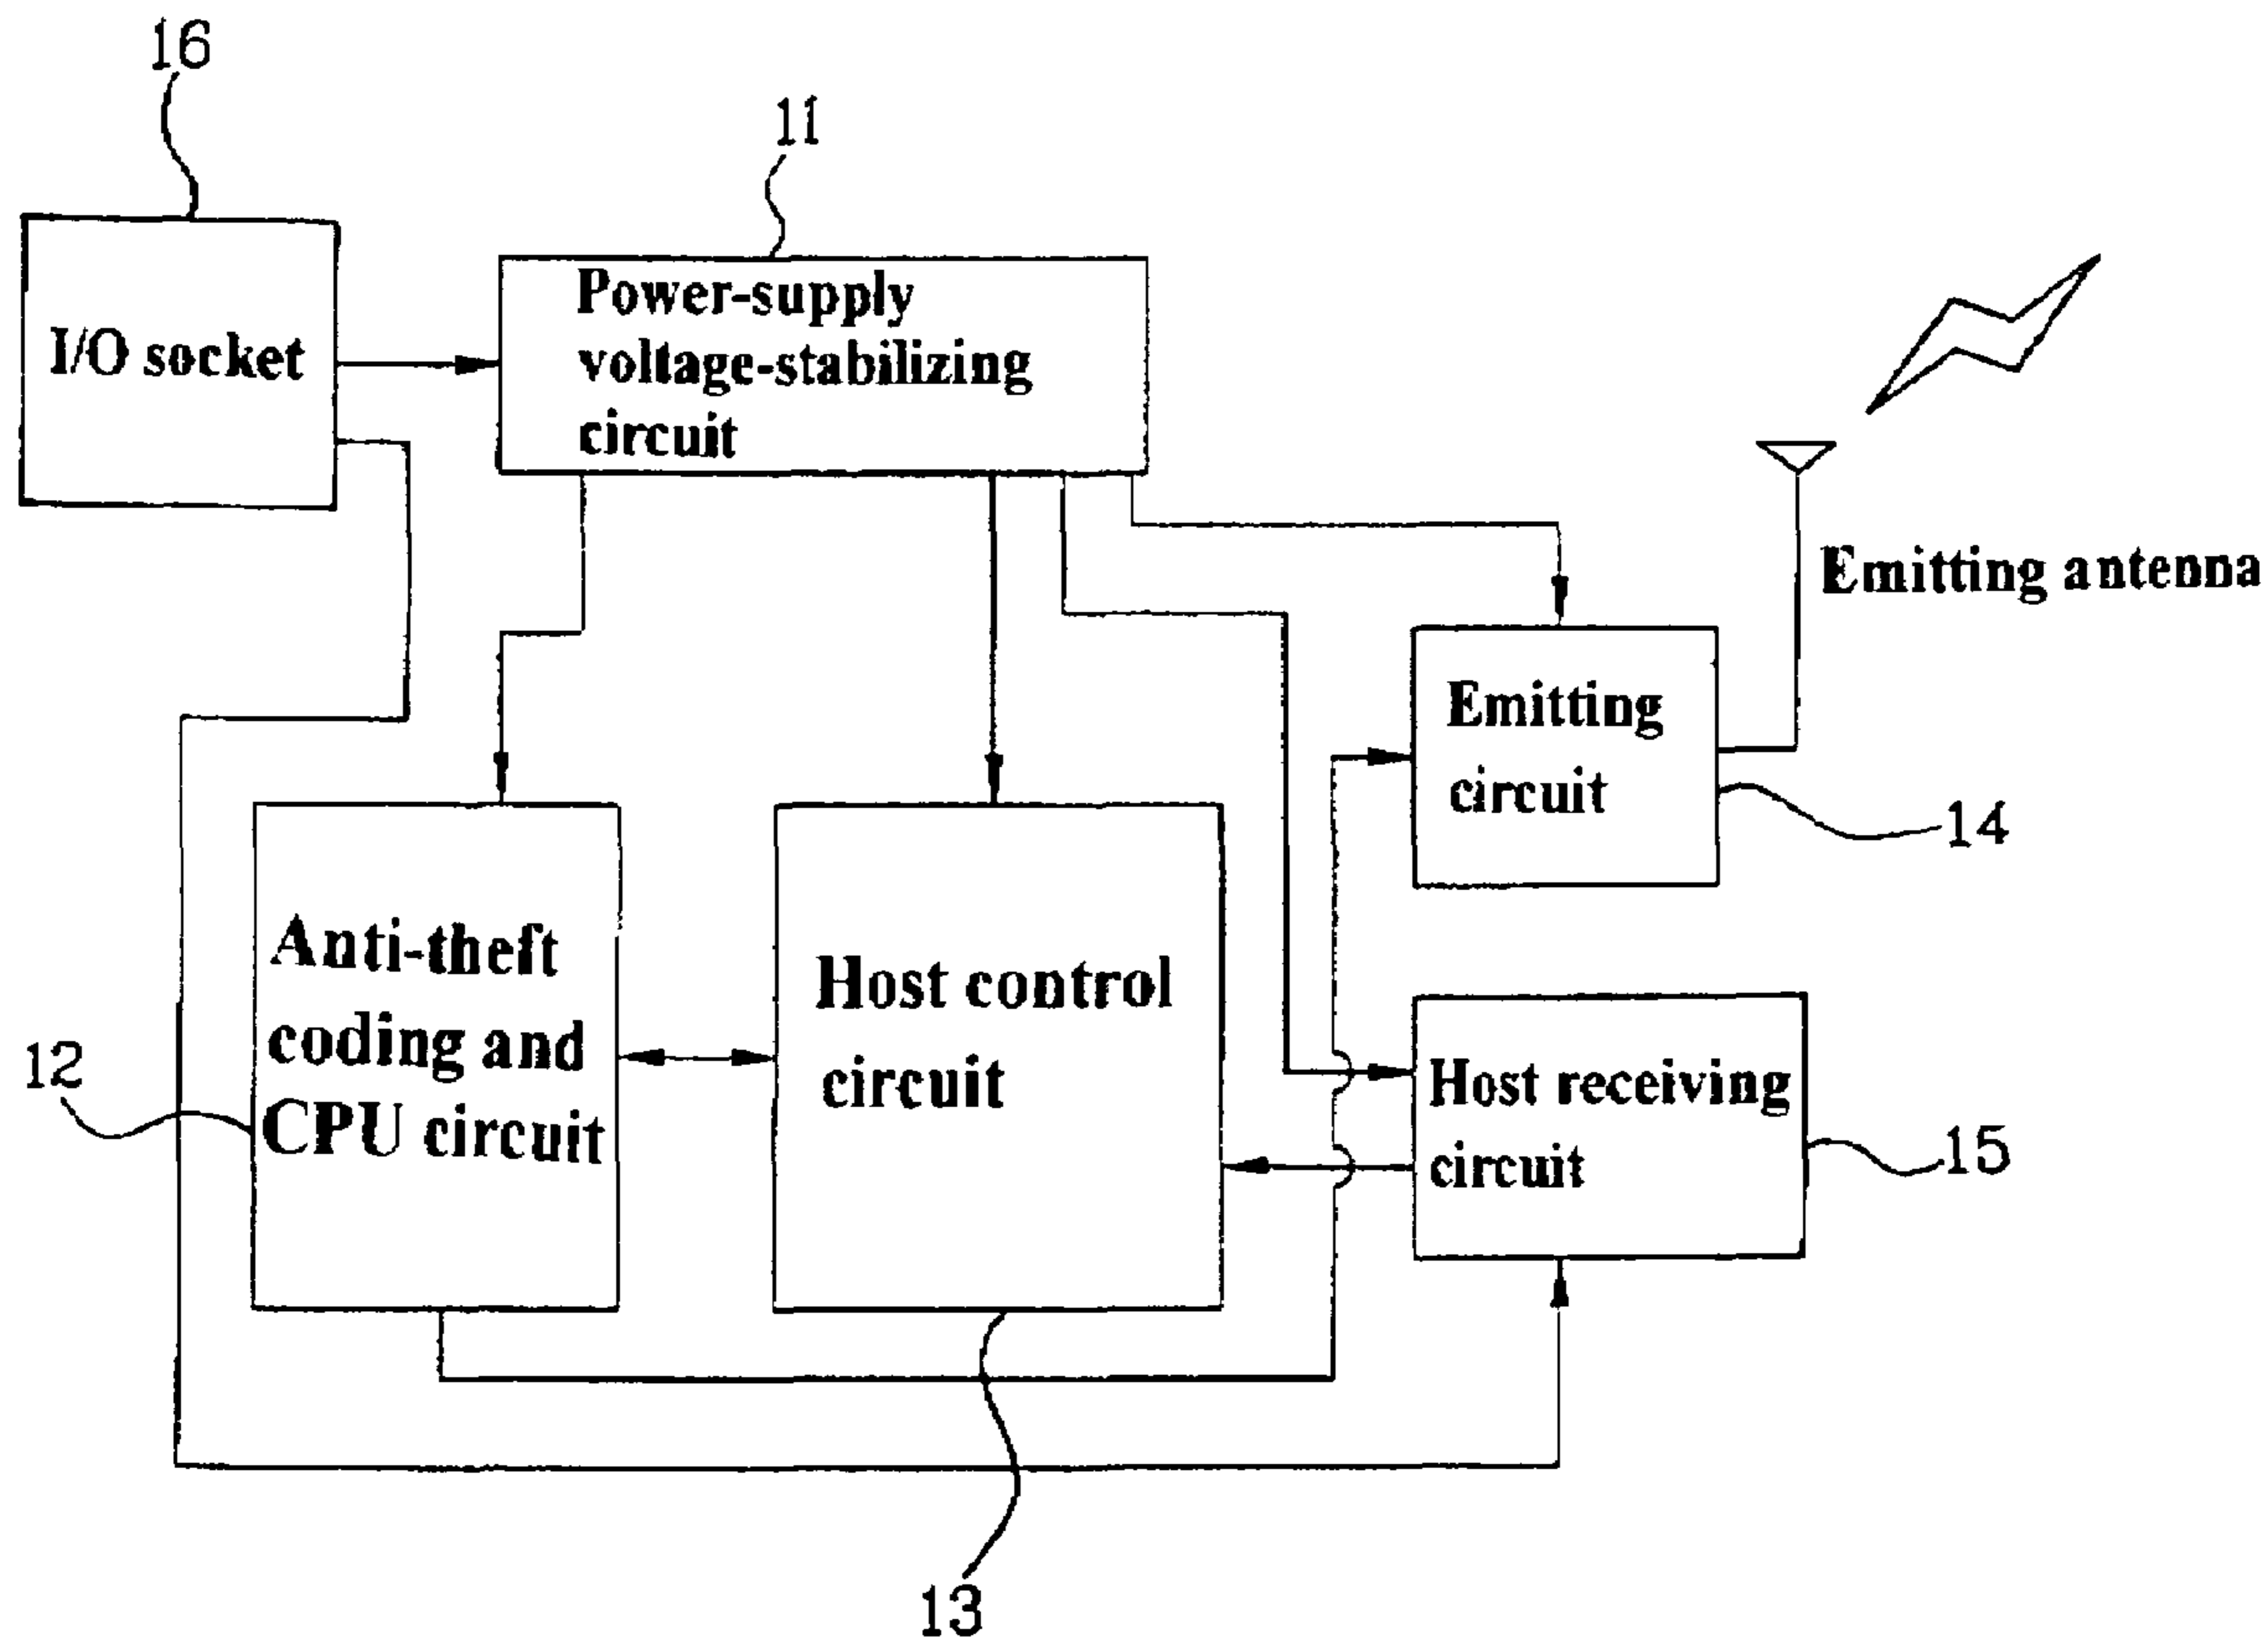 16
11
I/O socket
Power-supply
voltage-stabilizing
circuit
Emitting antenna
Emitting
circuit
14
Anti-theft
coding and
CPU circuit
12
Host control
circuit
Host receiving
circuit
15
13